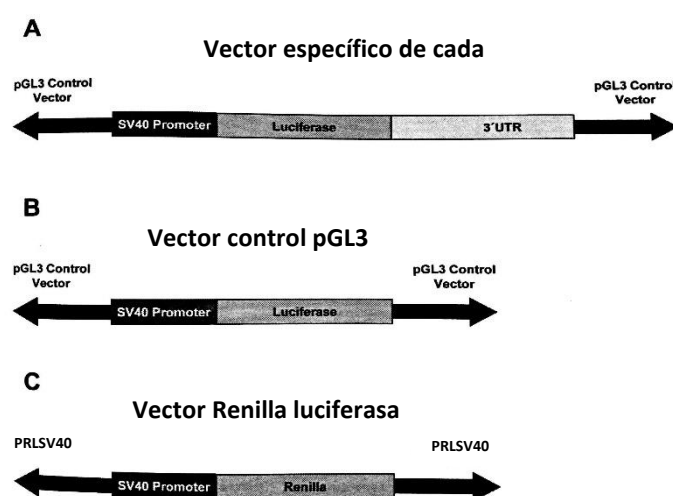 A
Vector específico de cada
pGL3 Control
Vector
pGL3 Control
Vector
SV40 Promoter
Luciferase
3´UTR
B
Vector control pGL3
pGL3 Control
Vector
pGL3 Control
Vector
SV40 Promoter
Luciferase
C
Vector Renilla luciferasa
PRLSV40
PRLSV40
SV40 Promoter
Renilla